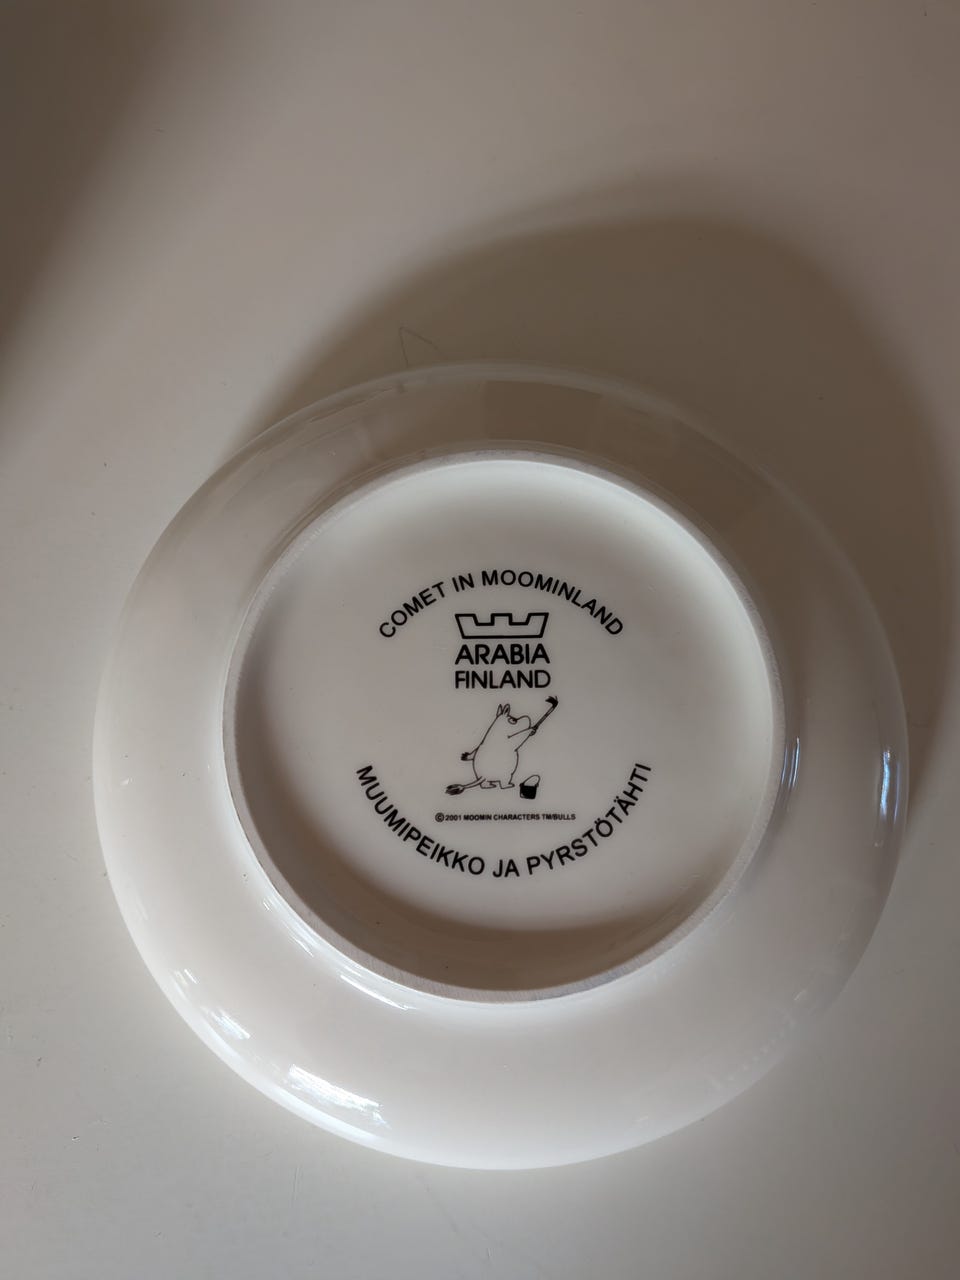 COMET IN MOOMINLAND
ARABIA
FINLAND
©2001 MOOMIN CHARACTERS TM/BULLS
MUUMIPEIKKO JA PYRSTÖTÄHTI